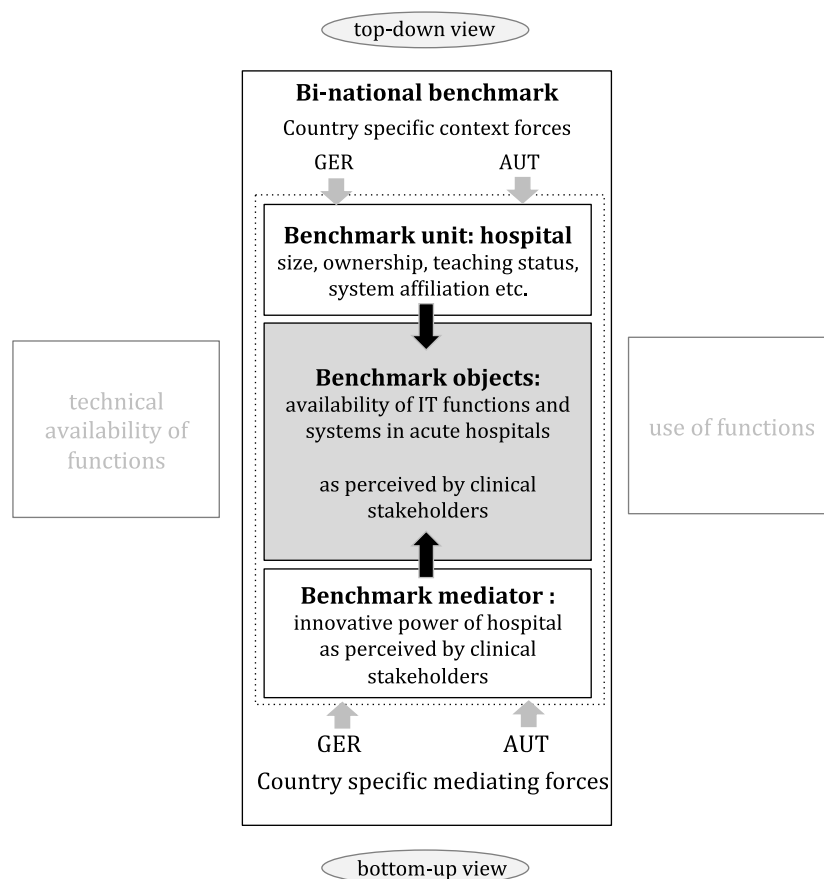 top-down view
Bi-national benchmark
Country specific context forces
GER AUT
Benchmark unit: hospital
size, ownership, teaching status,
system affiliation etc.
technical
availability of
functions
Benchmark objects:
availability of IT functions and
systems in acute hospitals
as perceived by clinical
stakeholders
use of functions
Benchmark mediator :
innovative power of hospital
as perceived by clinical
stakeholders
GER AUT
Country specific mediating forces
bottom-up view